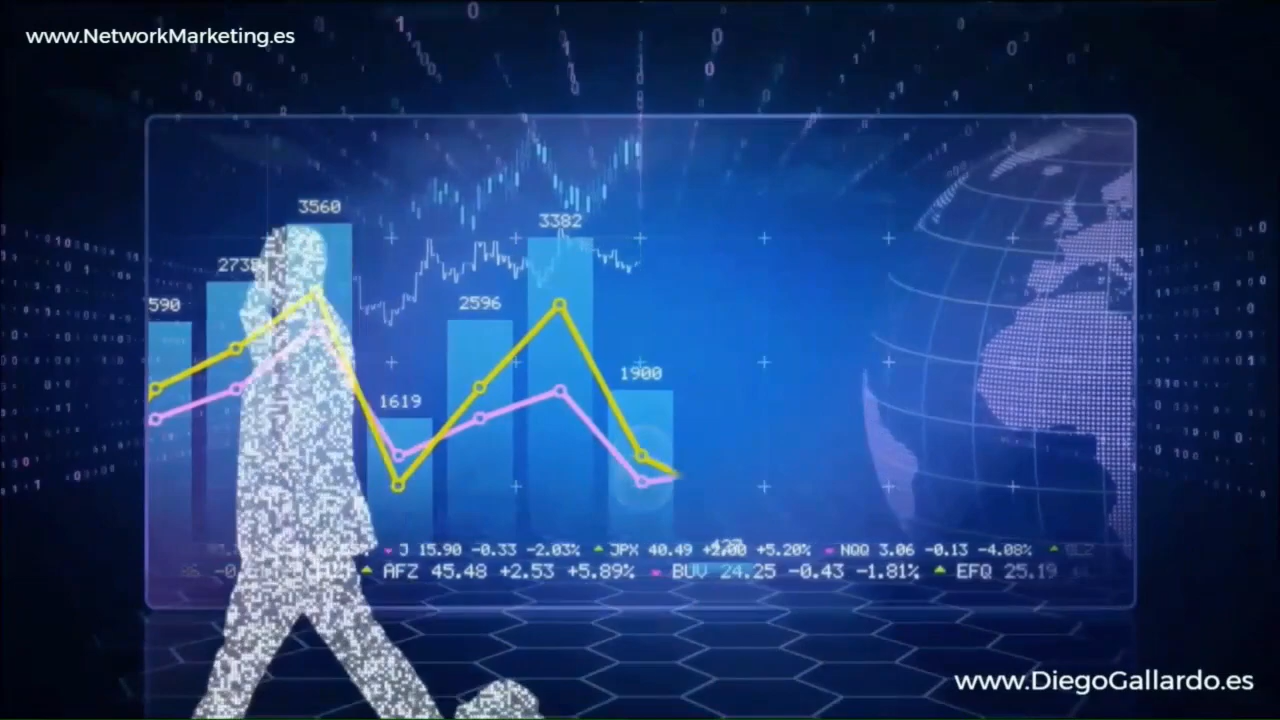 www.NetworkMarketing.es
3560
3382
273
590
2596
1900
1619
J 15.90 -0.33 -2.03% JPX 40.49 +2.00 +5.20% NQQ 3.06 -0.13 -4.08%
AFZ 45.48 +2.53 +5.89% BUV 24.25 -0.43 -1.81% EFQ 25.19
www.DiegoGallardo.es